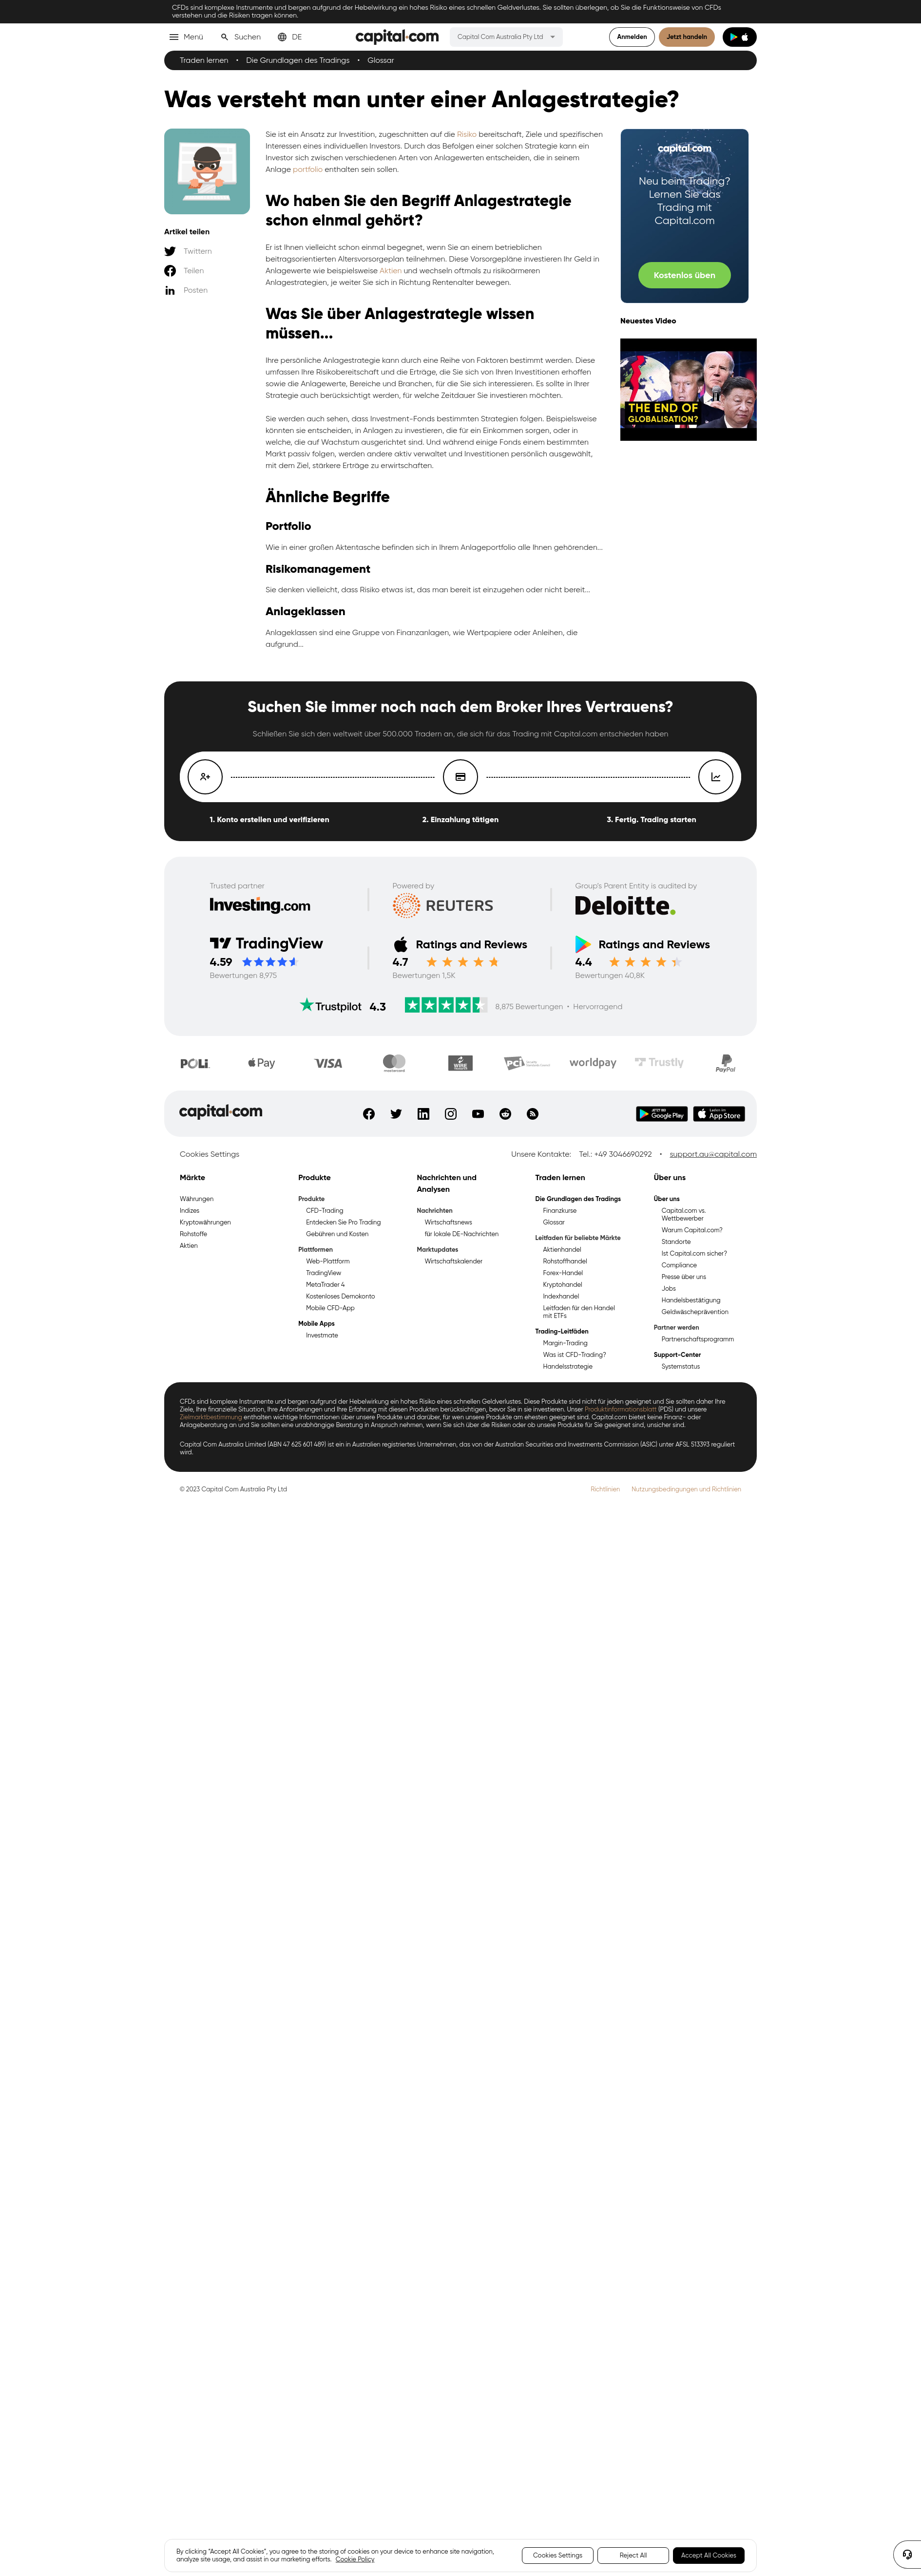 CFDs sind komplexe Instrumente und bergen aufgrund der Hebelwirkung ein hohes Risiko eines schnellen Geldverlustes. Sie sollten überlegen, ob Sie die Funktionsweise von CFDs
verstehen und die Risiken tragen können.
Menü
Suchen
DE
capital.com
Capital Com Australia Pty Ltd
Anmelden
Jetzt handeln
Traden lernen • Die Grundlagen des Tradings • Glossar
Was versteht man unter einer Anlagestrategie?
Artikel teilen
Twittern
Teilen
Posten
Sie ist ein Ansatz zur Investition, zugeschnitten auf die Risiko bereitschaft, Ziele und spezifischen
Interessen eines individuellen Investors. Durch das Befolgen einer solchen Strategie kann ein
Investor sich zwischen verschiedenen Arten von Anlagewerten entscheiden, die in seinem
Anlage portfolio enthalten sein sollen.
Wo haben Sie den Begriff Anlagestrategie
schon einmal gehört?
Er ist Ihnen vielleicht schon einmal begegnet, wenn Sie an einem betrieblichen
beitragsorientierten Altersvorsorgeplan teilnehmen. Diese Vorsorgepläne investieren Ihr Geld in
Anlagewerte wie beispielsweise Aktien und wechseln oftmals zu risikoärmeren
Anlagestrategien, je weiter Sie sich in Richtung Rentenalter bewegen.
Was Sie über Anlagestrategie wissen
müssen...
Ihre persönliche Anlagestrategie kann durch eine Reihe von Faktoren bestimmt werden. Diese
umfassen Ihre Risikobereitschaft und die Erträge, die Sie sich von Ihren Investitionen erhoffen
sowie die Anlagewerte, Bereiche und Branchen, für die Sie sich interessieren. Es sollte in Ihrer
Strategie auch berücksichtigt werden, für welche Zeitdauer Sie investieren möchten.
Sie werden auch sehen, dass Investment-Fonds bestimmten Strategien folgen. Beispielsweise
könnten sie entscheiden, in Anlagen zu investieren, die für ein Einkommen sorgen, oder in
welche, die auf Wachstum ausgerichtet sind. Und während einige Fonds einem bestimmten
Markt passiv folgen, werden andere aktiv verwaltet und Investitionen persönlich ausgewählt,
mit dem Ziel, stärkere Erträge zu erwirtschaften.
Ähnliche Begriffe
Portfolio
Wie in einer großen Aktentasche befinden sich in Ihrem Anlageportfolio alle Ihnen gehörenden...
Risikomanagement
Sie denken vielleicht, dass Risiko etwas ist, das man bereit ist einzugehen oder nicht bereit...
Anlageklassen
Anlageklassen sind eine Gruppe von Finanzanlagen, wie Wertpapiere oder Anleihen, die
aufgrund...
capital.com
Neu beim Trading?
Lernen Sie das
Trading mit
Capital.com
Kostenlos üben
Neuestes Video
THE END OF
GLOBALISATION?
Suchen Sie immer noch nach dem Broker Ihres Vertrauens?
Schließen Sie sich den weltweit über 500.000 Tradern an, die sich für das Trading mit Capital.com entschieden haben
1. Konto erstellen und verifizieren
2. Einzahlung tätigen
3. Fertig. Trading starten
Trusted partner
Investing.com
Powered by
REUTERS
Group's Parent Entity is audited by
Deloitte.
TradingView
4.59
Bewertungen 8,975
Ratings and Reviews
4.7
Bewertungen 1,5K
Ratings and Reviews
4.4
Bewertungen 40,8K
Trustpilot 4.3
8,875 Bewertungen • Hervorragend
POLi
Pay
VISA
mastercard
WIRE
PCI
worldpay
Trustly
PayPal
capital.com
JETZT BEI
Google Play
Laden im
App Store
Cookies Settings
Unsere Kontakte: Tel.: +49 3046690292 • support.au@capital.com
Märkte
Währungen
Indizes
Kryptowährungen
Rohstoffe
Aktien
Produkte
Produkte
CFD-Trading
Entdecken Sie Pro Trading
Gebühren und Kosten
Plattformen
Web-Plattform
TradingView
MetaTrader 4
Kostenloses Demokonto
Mobile CFD-App
Mobile Apps
Investmate
Nachrichten und
Analysen
Nachrichten
Wirtschaftsnews
für lokale DE-Nachrichten
Marktupdates
Wirtschaftskalender
Traden lernen
Die Grundlagen des Tradings
Finanzkurse
Glossar
Leitfaden für beliebte Märkte
Aktienhandel
Rohstoffhandel
Forex-Handel
Kryptohandel
Indexhandel
Leitfaden für den Handel
mit ETFs
Trading-Leitfäden
Margin-Trading
Was ist CFD-Trading?
Handelsstrategie
Über uns
Über uns
Capital.com vs.
Wettbewerber
Warum Capital.com?
Standorte
Ist Capital.com sicher?
Compliance
Presse über uns
Jobs
Handelsbestätigung
Geldwäscheprävention
Partner werden
Partnerschaftsprogramm
Support-Center
Systemstatus
CFDs sind komplexe Instrumente und bergen aufgrund der Hebelwirkung ein hohes Risiko eines schnellen Geldverlustes. Diese Produkte sind nicht für jeden geeignet und Sie sollten daher Ihre
Ziele, Ihre finanzielle Situation, Ihre Anforderungen und Ihre Erfahrung mit diesen Produkten berücksichtigen, bevor Sie in sie investieren. Unser Produktinformationsblatt (PDS) und unsere
Zielmarktbestimmung enthalten wichtige Informationen über unsere Produkte und darüber, für wen unsere Produkte am ehesten geeignet sind. Capital.com bietet keine Finanz- oder
Anlageberatung an und Sie sollten eine unabhängige Beratung in Anspruch nehmen, wenn Sie sich über die Risiken oder ob unsere Produkte für Sie geeignet sind, unsicher sind.
Capital Com Australia Limited (ABN 47 625 601 489) ist ein in Australien registriertes Unternehmen, das von der Australian Securities and Investments Commission (ASIC) unter AFSL 513393 reguliert
wird.
© 2023 Capital Com Australia Pty Ltd
Richtlinien
Nutzungsbedingungen und Richtlinien
By clicking “Accept All Cookies”, you agree to the storing of cookies on your device to enhance site navigation,
analyze site usage, and assist in our marketing efforts. Cookie Policy
Cookies Settings
Reject All
Accept All Cookies